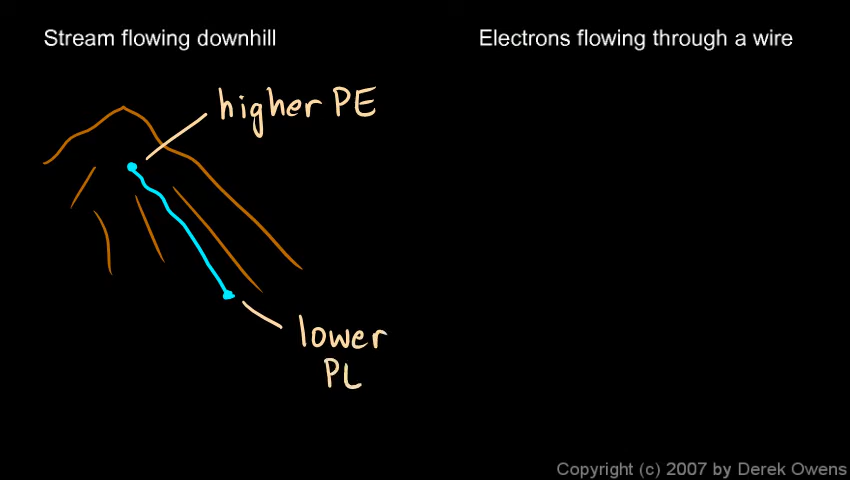 Stream flowing downhill
Electrons flowing through a wire
higher PE
lower
PL
Copyright (c) 2007 by Derek Owens